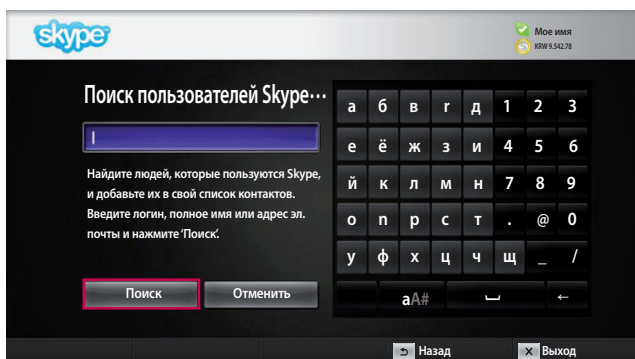 skype
Мое имя
KRW 9.542.78
Поиск пользователей Skype…
Найдите людей, которые пользуются Skype,
и добавьте их в свой список контактов.
Введите логин, полное имя или адрес эл.
почты и нажмите ‘Поиск’.
Поиск Отменить
а б в г д 1 2 3
е ё ж з и 4 5 6
й к л м н 7 8 9
о п р с т . @ 0
у ф х ц ч щ _ /
aA# ←
Назад
X Выход